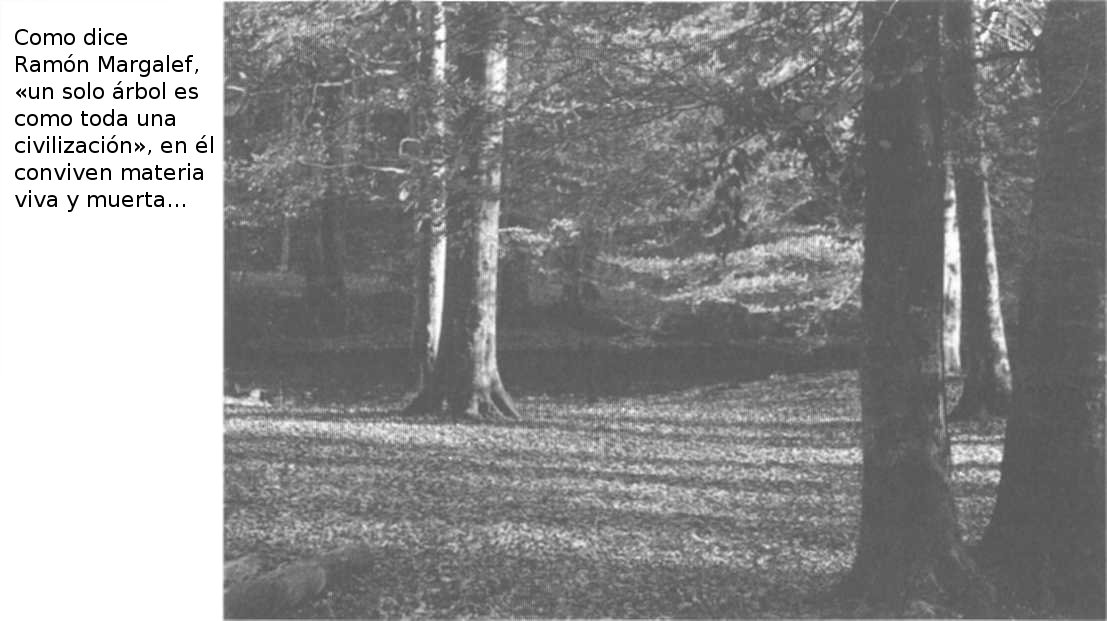 Como dice
Ramón Margalef,
«un solo árbol es
como toda una
civilización», en él
conviven materia
viva y muerta...